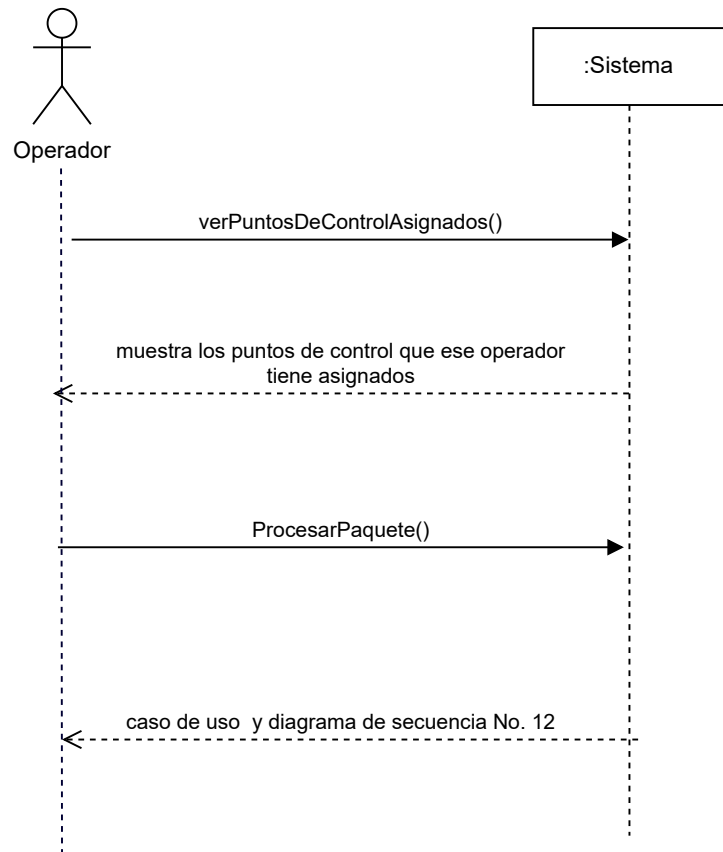 :Sistema
Operador
verPuntosDeControlAsignados()
muestra los puntos de control que ese operador
tiene asignados
ProcesarPaquete()
caso de uso  y diagrama de secuencia No. 12